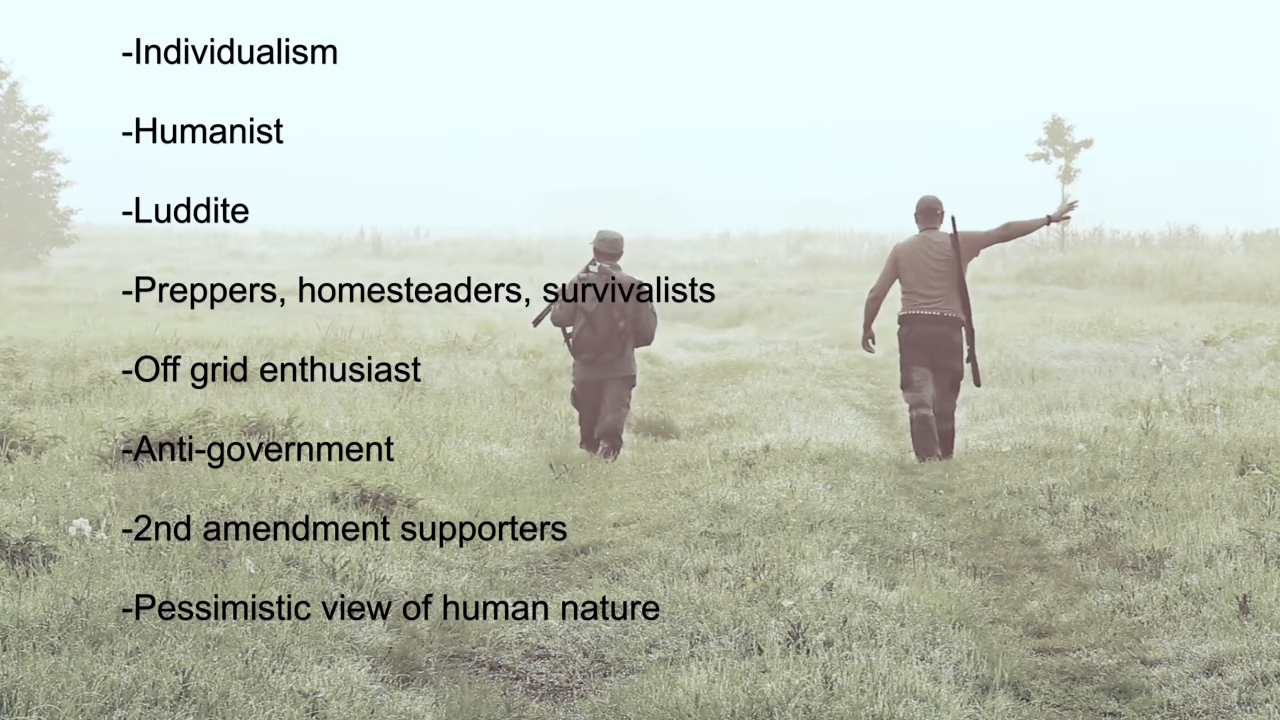 -Individualism
-Humanist
-Luddite
-Preppers, homesteaders, survivalists
-Off grid enthusiast
-Anti-government
-2nd amendment supporters
-Pessimistic view of human nature